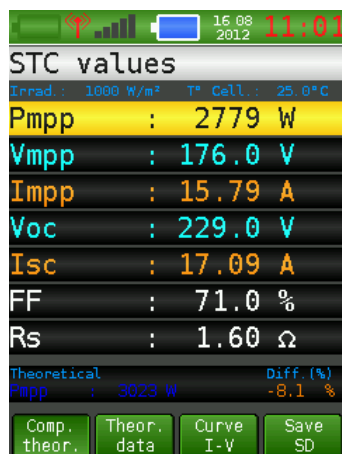 16 08
2012
11:01
STC values
Irrad.: 1000 W/m² Tª Cell.: 25.0°C
Pmpp : 2779 W
Vmpp : 176.0 V
Impp : 15.79 A
Voc : 229.0 V
Isc : 17.09 A
FF : 71.0 %
Rs : 1.60 Ω
Theoretical Diff.(%)
Pmpp : 3023 W -8.1 %
Comp. theor.
Theor. data
Curve I-V
Save SD